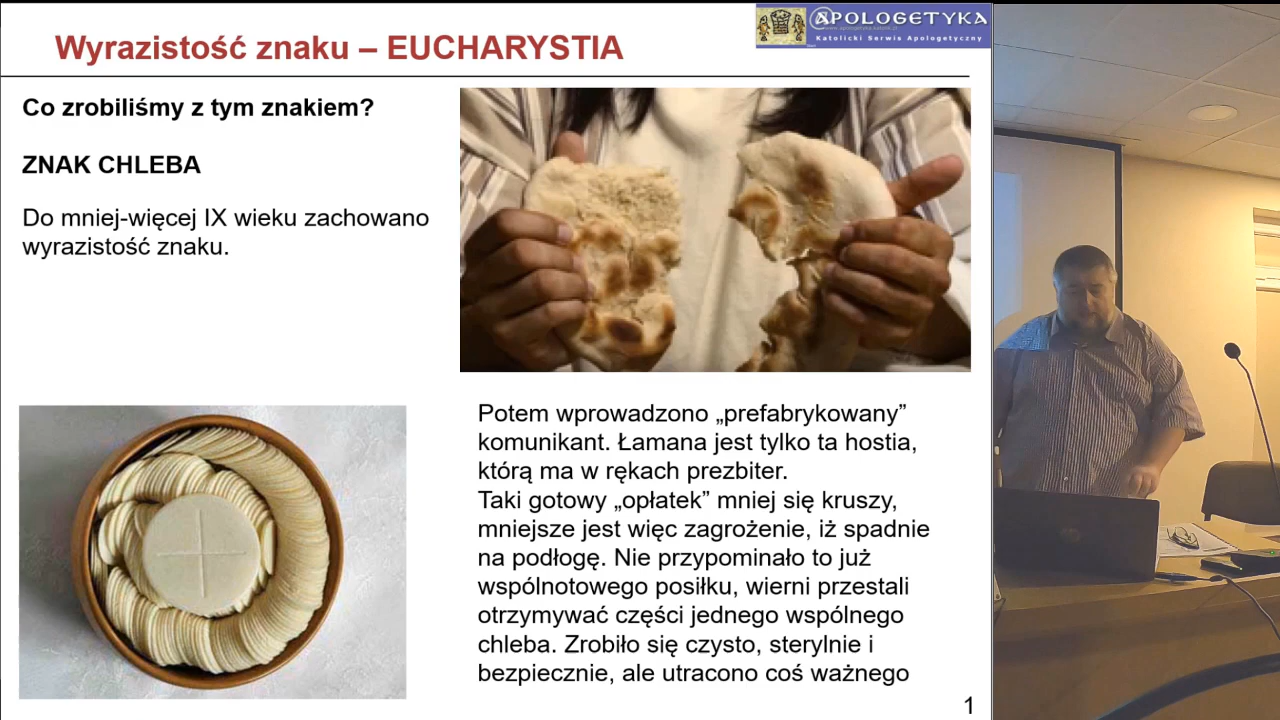 Wyrazistość znaku – EUCHARYSTIA
@POLOGETYKA
Katolicki Serwis Apologetyczny
Co zrobiliśmy z tym znakiem?
ZNAK CHLEBA
Do mniej-więcej IX wieku zachowano
wyrazistość znaku.
Potem wprowadzono „prefabrykowany”
komunikant. Łamana jest tylko ta hostia,
którą ma w rękach prezbiter.
Taki gotowy „opłatek” mniej się kruszy,
mniejsze jest więc zagrożenie, iż spadnie
na podłogę. Nie przypominało to już
wspólnotowego posiłku, wierni przestali
otrzymywać części jednego wspólnego
chleba. Zrobiło się czysto, sterylnie i
bezpiecznie, ale utracono coś ważnego
1